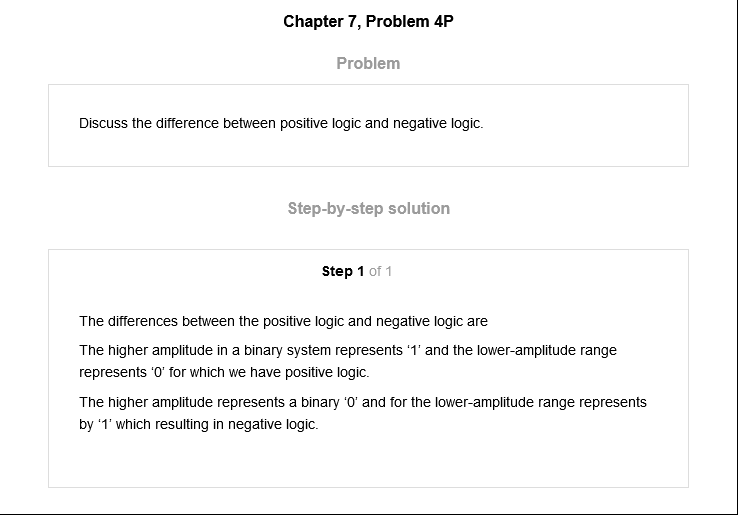 Chapter 7, Problem 4P
Problem
Discuss the difference between positive logic and negative logic.
Step-by-step solution
Step 1 of 1
The differences between the positive logic and negative logic are
The higher amplitude in a binary system represents ‘1’ and the lower-amplitude range
represents ‘0’ for which we have positive logic.
The higher amplitude represents a binary ‘0’ and for the lower-amplitude range represents
by ‘1’ which resulting in negative logic.